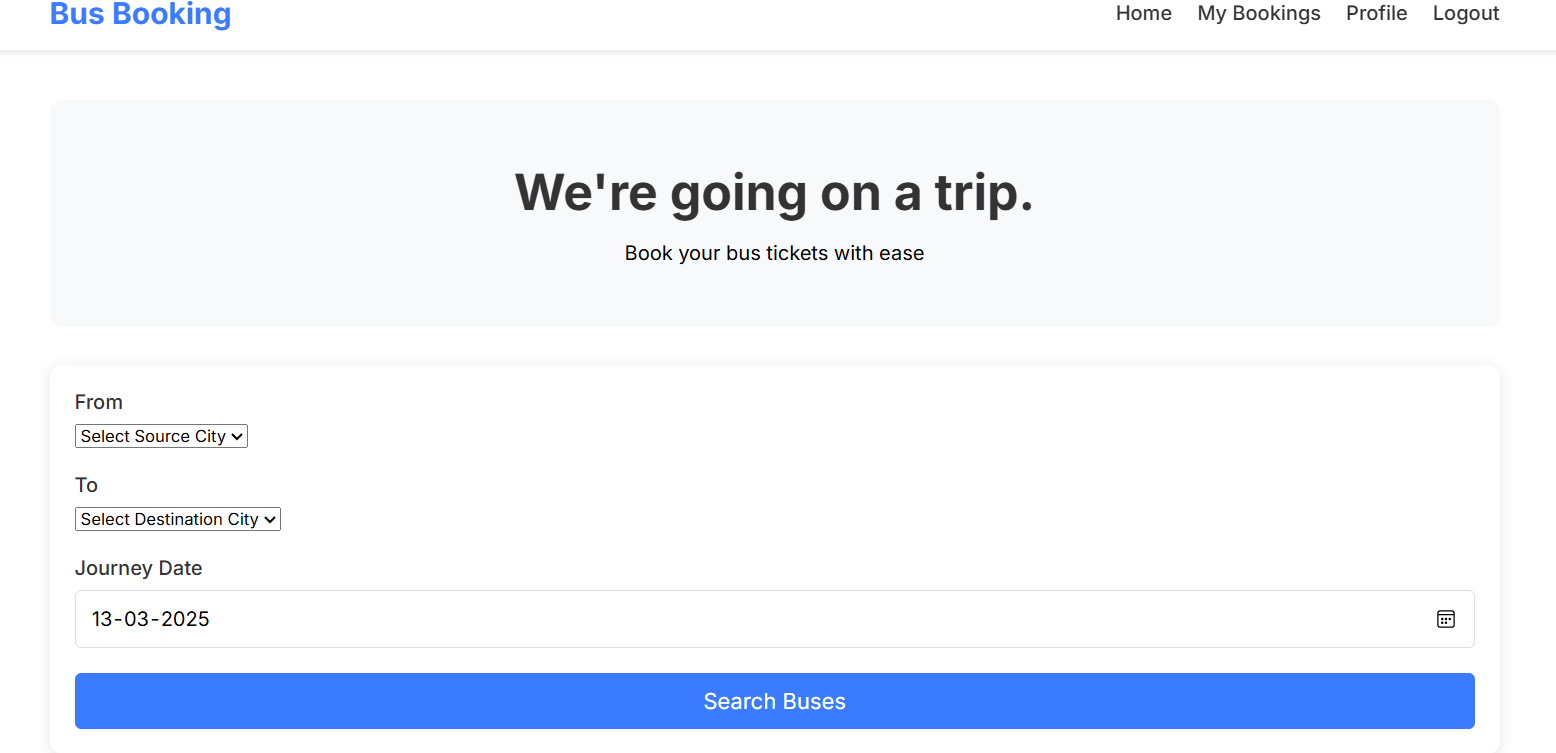 Bus Booking
Home My Bookings Profile Logout
We're going on a trip.
Book your bus tickets with ease
From
Select Source City
To
Select Destination City
Journey Date
13-03-2025
Search Buses